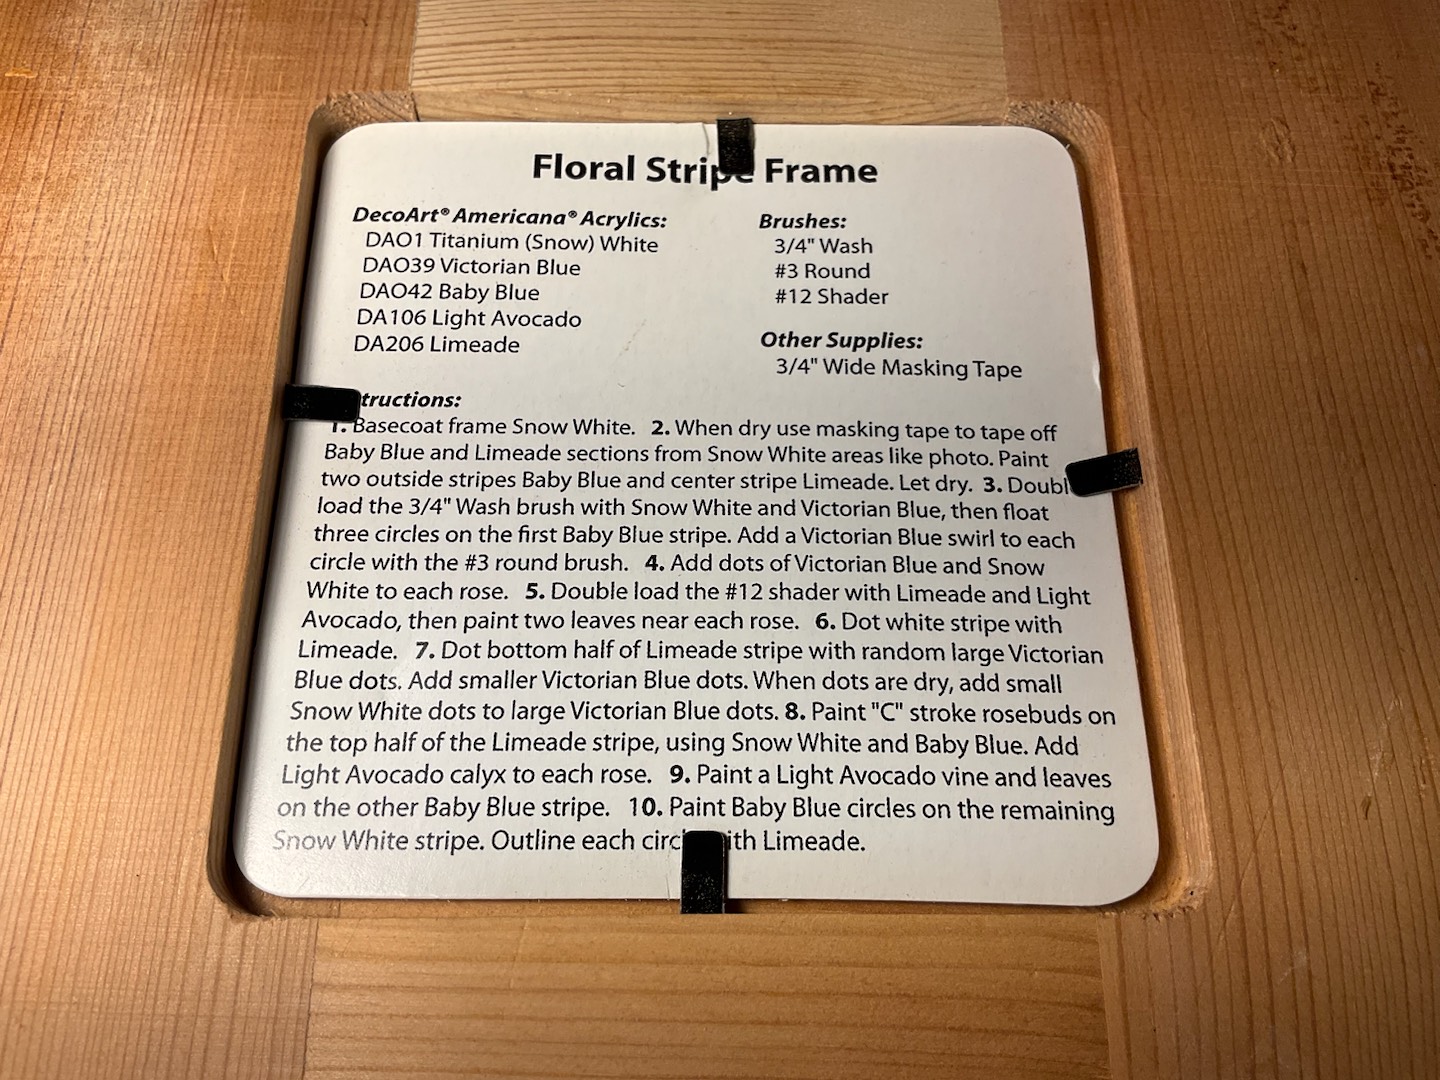 Floral Stripe Frame
DecoArt® Americana® Acrylics:
DAO1 Titanium (Snow) White
DAO39 Victorian Blue
DAO42 Baby Blue
DA106 Light Avocado
DA206 Limeade
Brushes:
3/4" Wash
#3 Round
#12 Shader
Other Supplies:
3/4" Wide Masking Tape
tructions:
1. Basecoat frame Snow White. 2. When dry use masking tape to tape off
Baby Blue and Limeade sections from Snow White areas like photo. Paint
two outside stripes Baby Blue and center stripe Limeade. Let dry. 3. Doubl
load the 3/4" Wash brush with Snow White and Victorian Blue, then float
three circles on the first Baby Blue stripe. Add a Victorian Blue swirl to each
circle with the #3 round brush. 4. Add dots of Victorian Blue and Snow
White to each rose. 5. Double load the #12 shader with Limeade and Light
Avocado, then paint two leaves near each rose. 6. Dot white stripe with
Limeade. 7. Dot bottom half of Limeade stripe with random large Victorian
Blue dots. Add smaller Victorian Blue dots. When dots are dry, add small
Snow White dots to large Victorian Blue dots. 8. Paint "C" stroke rosebuds on
the top half of the Limeade stripe, using Snow White and Baby Blue. Add
Light Avocado calyx to each rose. 9. Paint a Light Avocado vine and leaves
on the other Baby Blue stripe. 10. Paint Baby Blue circles on the remaining
Snow White stripe. Outline each circ ith Limeade.